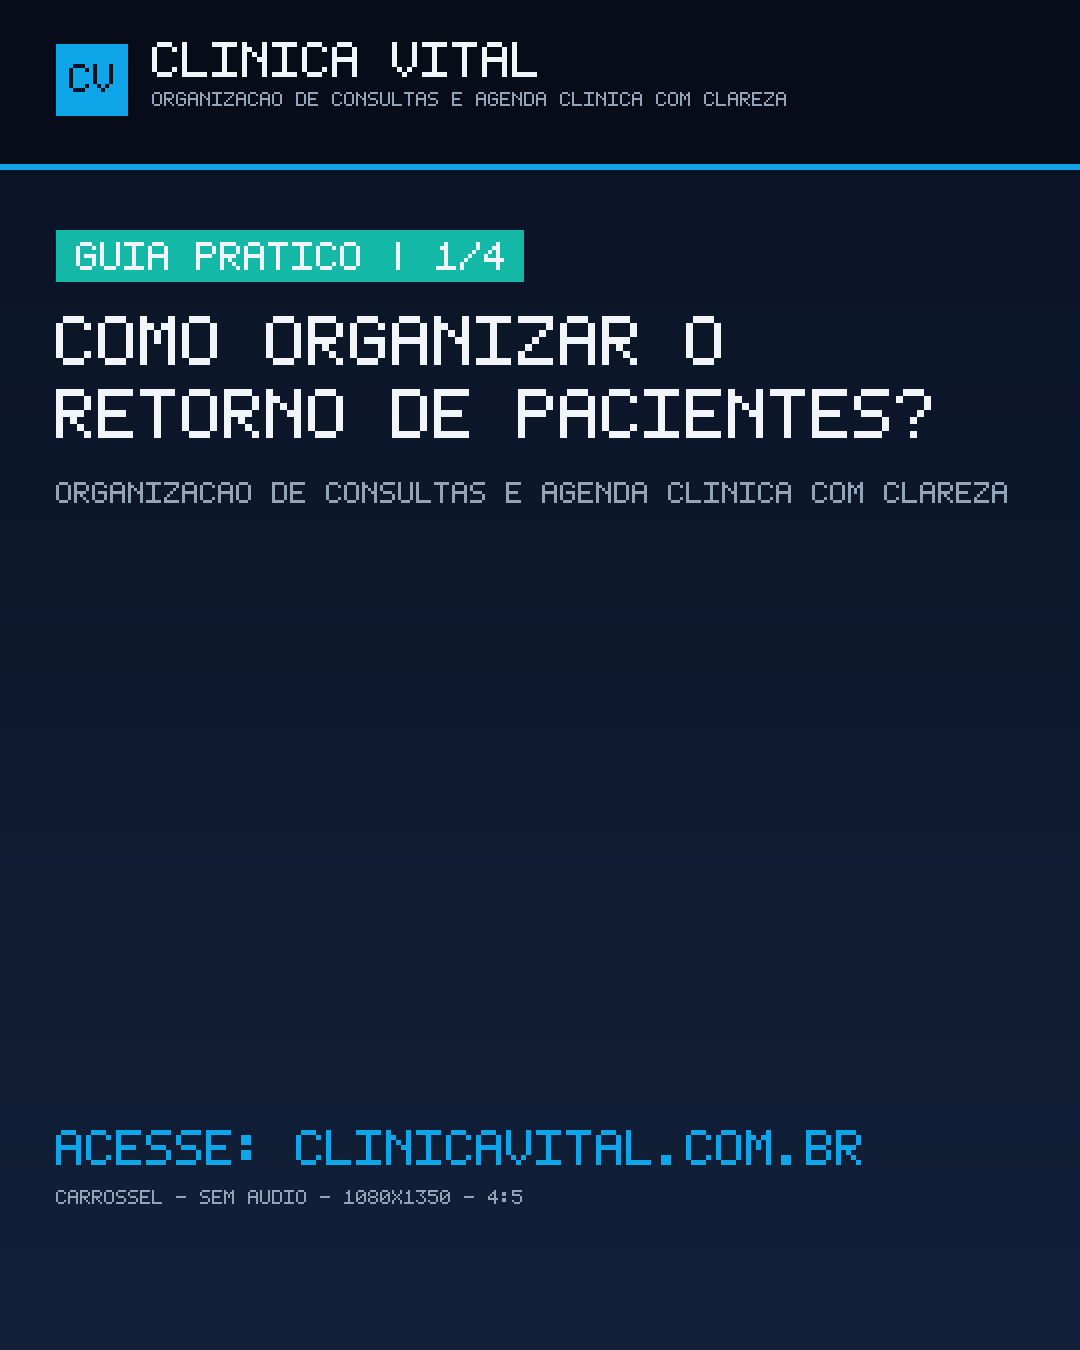 CV
CLINICA VITAL
ORGANIZACAO DE CONSULTAS E AGENDA CLINICA COM CLAREZA
GUIA PRATICO | 1/4
COMO ORGANIZAR O
RETORNO DE PACIENTES?
ORGANIZACAO DE CONSULTAS E AGENDA CLINICA COM CLAREZA
ACESSE: CLINICAVITAL.COM.BR
CARROSSEL - SEM AUDIO - 1080X1350 - 4:5